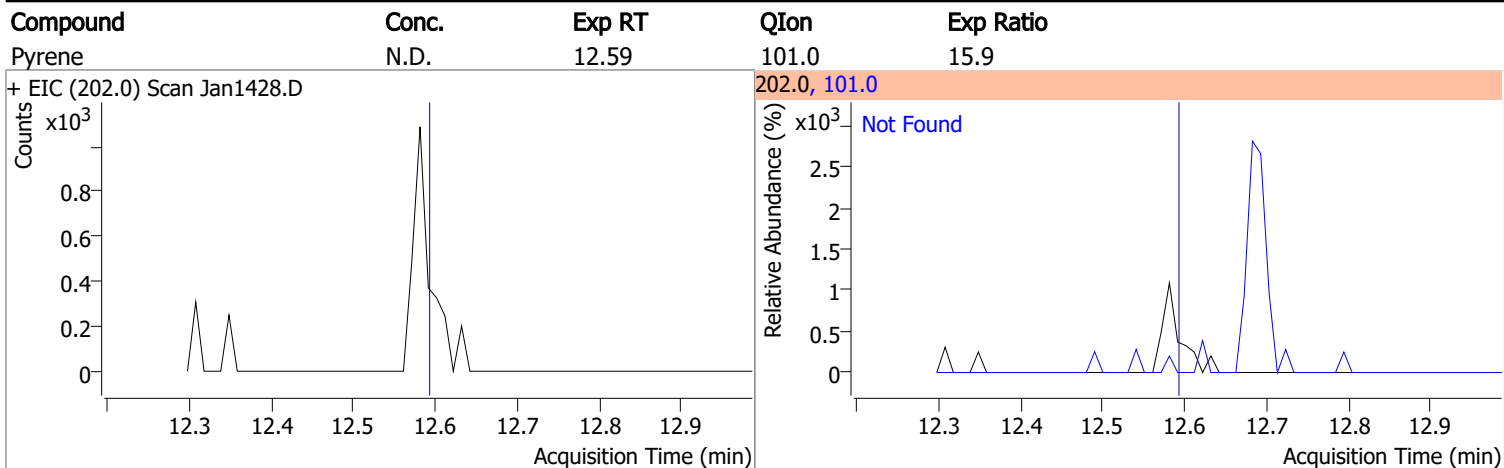 Compound Conc. Exp RT QIon Exp Ratio
Pyrene N.D. 12.59 101.0 15.9
+ EIC (202.0) Scan Jan1428.D
Counts
x10³
0.8
0.6
0.4
0.2
0
12.3 12.4 12.5 12.6 12.7 12.8 12.9
Acquisition Time (min)
202.0, 101.0
Relative Abundance (%)
x10³
Not Found
2.5
2
1.5
1
0.5
0
12.3 12.4 12.5 12.6 12.7 12.8 12.9
Acquisition Time (min)